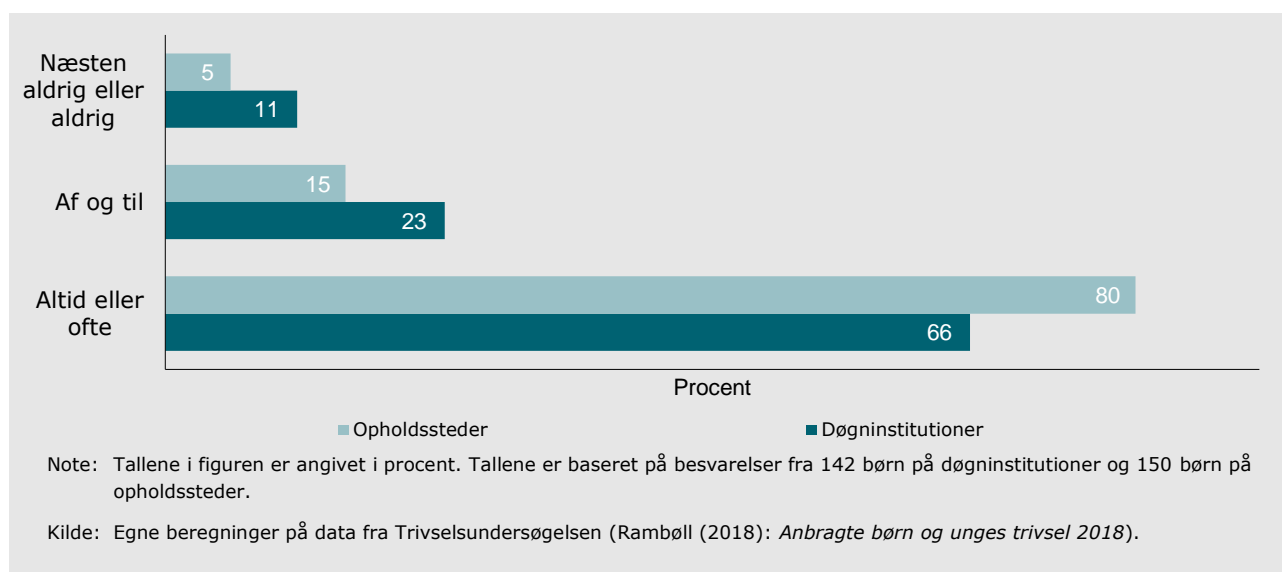 Næsten
aldrig eller
aldrig
5
11
Af og til
15
23
Altid eller
ofte
80
66
Procent
Opholdssteder
Døgninstitutioner
Note: Tallene i figuren er angivet i procent. Tallene er baseret på besvarelser fra 142 børn på døgninstitutioner og 150 børn på
opholdssteder.
Kilde: Egne beregninger på data fra Trivselsundersøgelsen (Rambøll (2018): Anbragte børn og unges trivsel 2018).